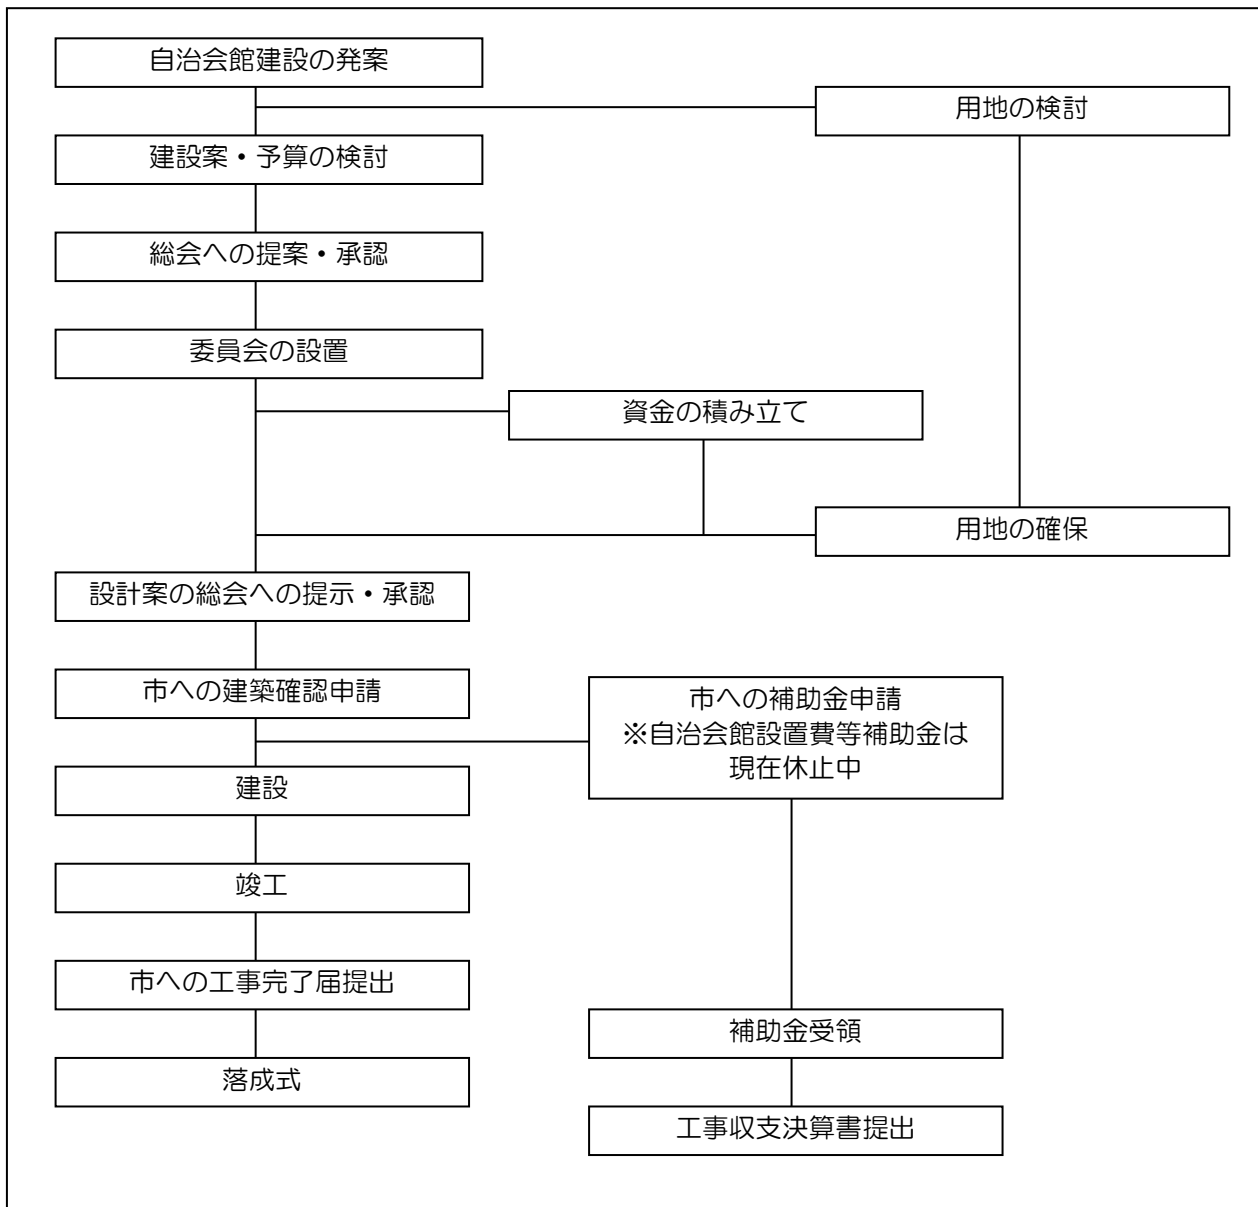 自治会館建設の発案
用地の検討
建設案・予算の検討
総会への提案・承認
委員会の設置
資金の積み立て
用地の確保
設計案の総会への提示・承認
市への建築確認申請
市への補助金申請
※自治会館設置費等補助金は
現在休止中
建設
竣工
市への工事完了届提出
補助金受領
落成式
工事収支決算書提出